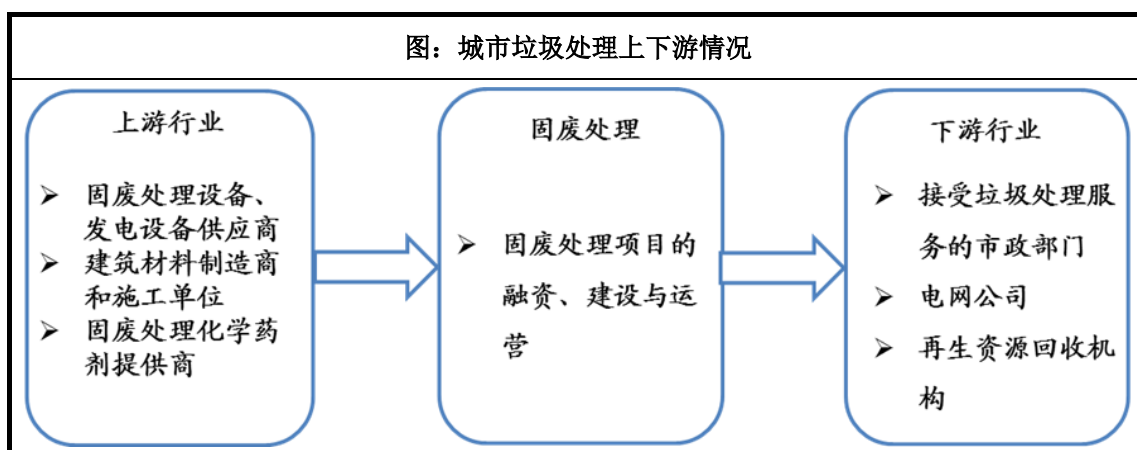 图：城市垃圾处理上下游情况
上游行业
➢ 固废处理设备、
发电设备供应商
➢ 建筑材料制造商
和施工单位
➢ 固废处理化学药
剂提供商
固废处理
➢ 固废处理项目的
融资、建设与运
营
下游行业
➢ 接受垃圾处理服
务的市政部门
➢ 电网公司
➢ 再生资源回收机
构